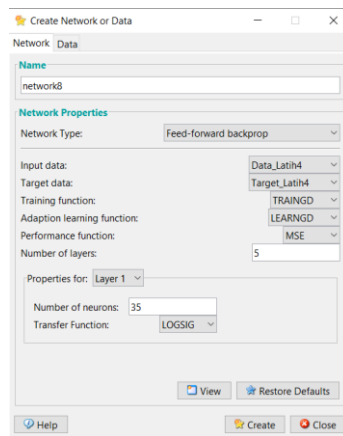 Create Network or Data
Network Data
Name
network8
Network Properties
Network Type: Feed-forward backprop
Input data: Data_Latih4
Target data: Target_Latih4
Training function: TRAINGD
Adaption learning function: LEARNGD
Performance function: MSE
Number of layers: 5
Properties for: Layer 1
Number of neurons: 35
Transfer Function: LOGSIG
View Restore Defaults
Help Create Close